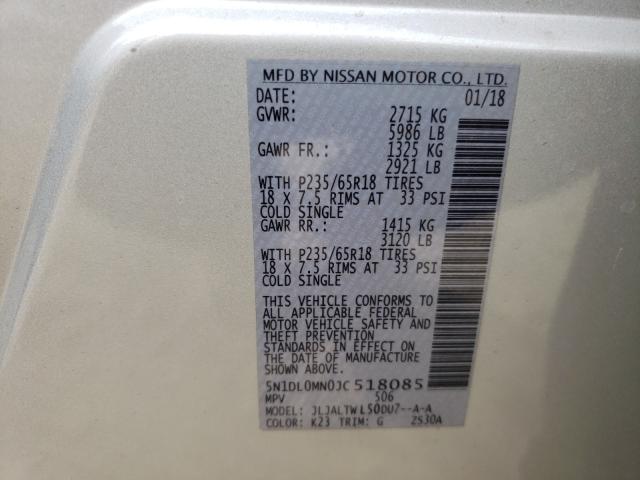 MFD BY NISSAN MOTOR CO., LTD.
DATE: 01/18
GVWR: 2715 KG
5986 LB
GAWR FR.: 1325 KG
2921 LB
WITH P235/65R18 TIRES
18 X 7.5 RIMS AT 33 PSI
COLD SINGLE
GAWR RR.: 1415 KG
3120 LB
WITH P235/65R18 TIRES
18 X 7.5 RIMS AT 33 PSI
COLD SINGLE
THIS VEHICLE CONFORMS TO
ALL APPLICABLE FEDERAL
MOTOR VEHICLE SAFETY AND
THEFT PREVENTION
STANDARDS IN EFFECT ON
THE DATE OF MANUFACTURE
SHOWN ABOVE.
5N1DL0MN0JC518085
MPV 506
MODEL: JLJALTWL50DU7--A-A
COLOR: K23 TRIM: G 2S30A